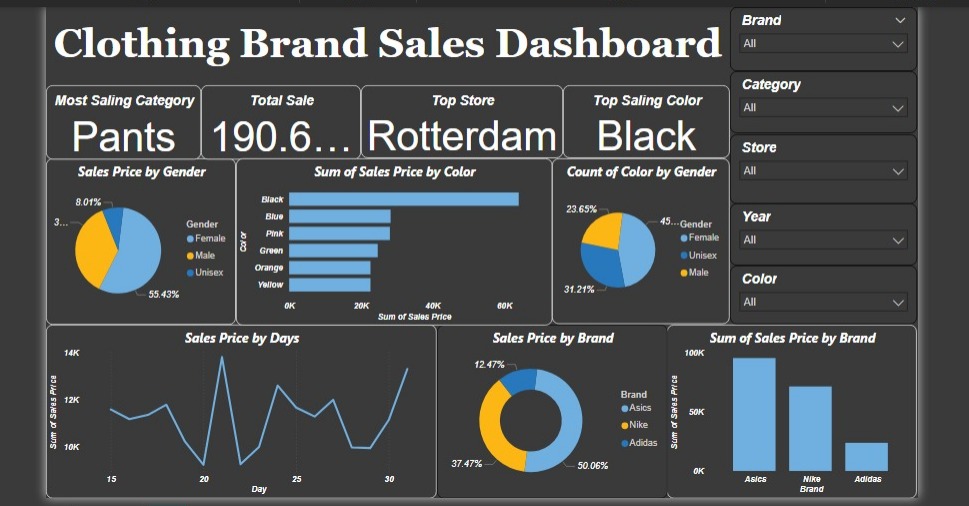 Clothing Brand Sales Dashboard
Brand
All
Category
All
Store
All
Year
All
Color
All
Most Saling Category
Pants
Total Sale
190.6...
Top Store
Rotterdam
Top Saling Color
Black
Sales Price by Gender
8.01%
3...
55.43%
Gender
Female
Male
Unisex
Sum of Sales Price by Color
Color
Black
Blue
Pink
Green
Orange
Yellow
0K 20K 40K 60K
Sum of Sales Price
Count of Color by Gender
23.65%
45...
31.21%
Gender
Female
Unisex
Male
Sales Price by Days
Sum of Sales Price
14K
12K
10K
15 20 25 30
Day
Sales Price by Brand
12.47%
37.47%
50.06%
Brand
Asics
Nike
Adidas
Sum of Sales Price by Brand
Sum of Sales Price
100K
50K
0K
Asics Nike Adidas
Brand